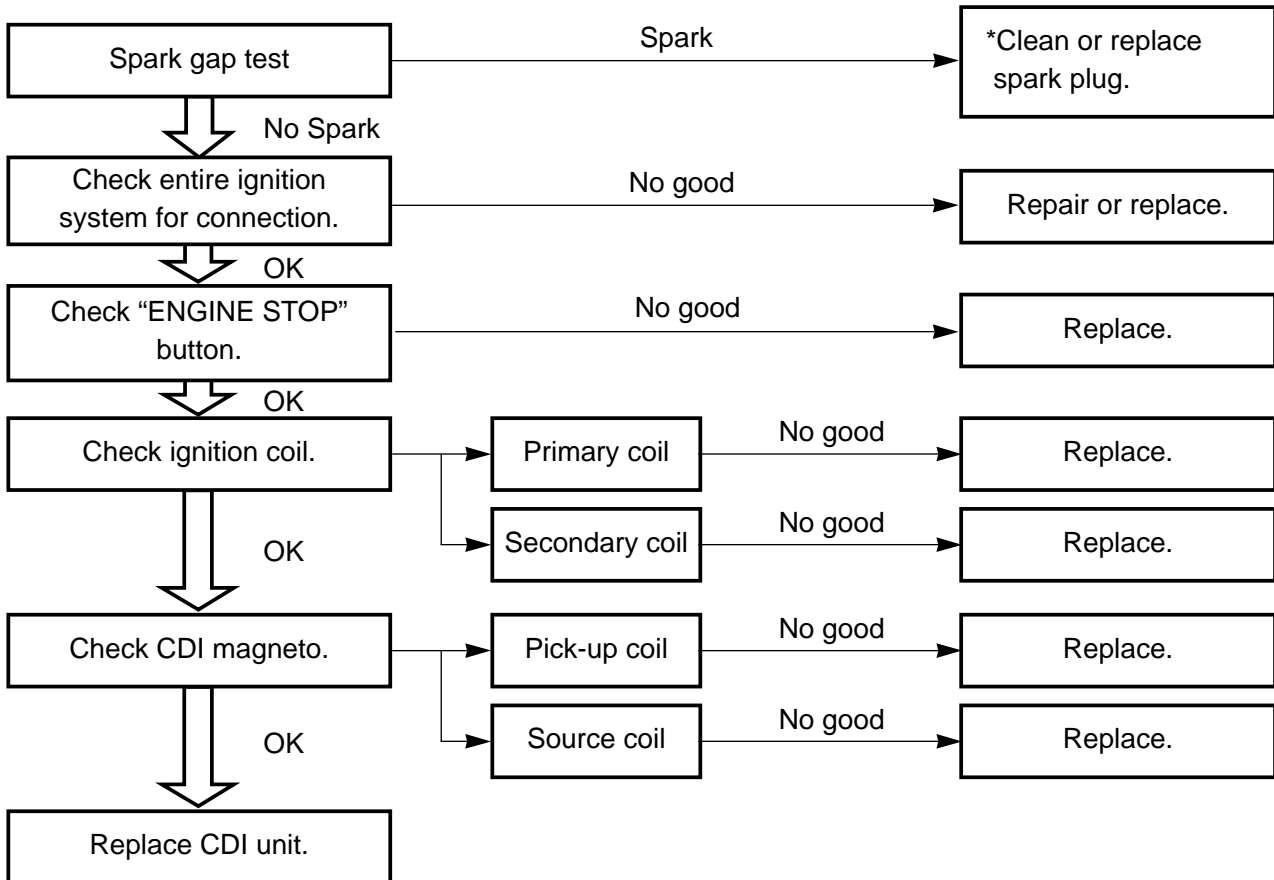 Spark gap test
Spark
*Clean or replace
spark plug.
No Spark
Check entire ignition
system for connection.
No good
Repair or replace.
OK
Check “ENGINE STOP”
button.
No good
Replace.
OK
Check ignition coil.
Primary coil
No good
Replace.
Secondary coil
No good
Replace.
OK
Check CDI magneto.
Pick-up coil
No good
Replace.
Source coil
No good
Replace.
OK
Replace CDI unit.